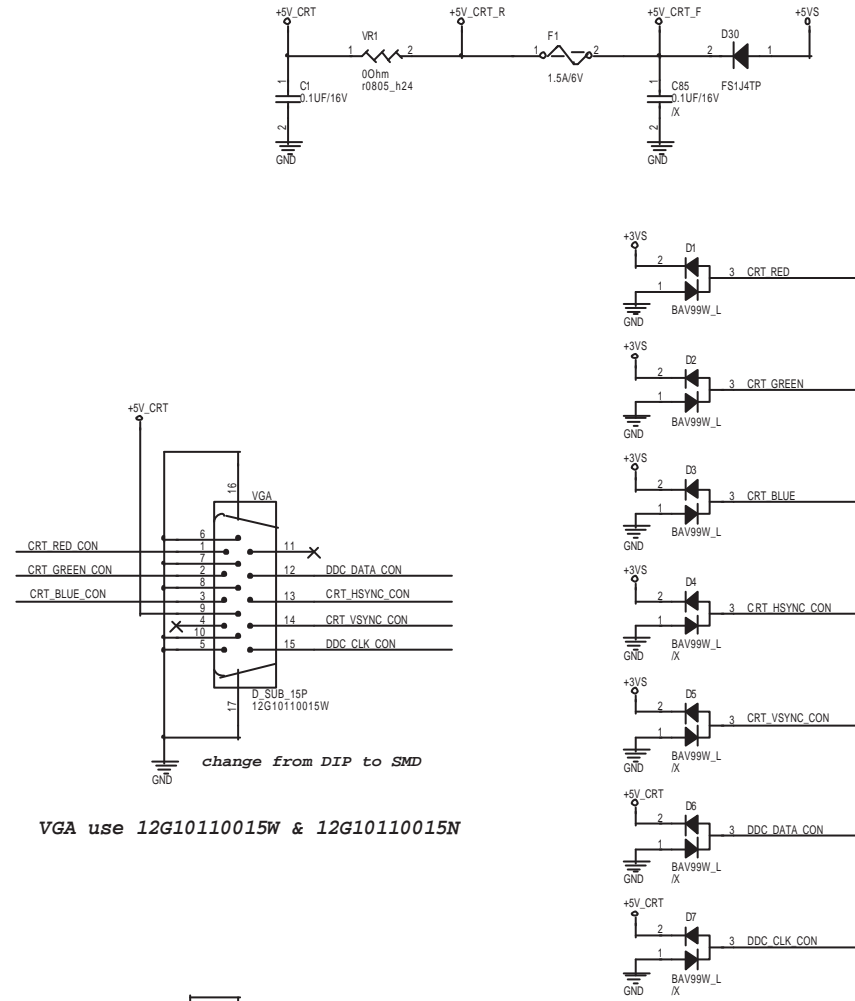 +5V_CRT +5V_CRT_R +5V_CRT_F +5VS
VR1 F1 D30
1 2 1 2 2 1
0Ohm
r0805_h24
1.5A/6V
FS1J4TP
1
C1
0.1UF/16V
2
GND
1
C85
0.1UF/16V
/X
2
GND
+3VS
D1
2
1
3 CRT_RED
GND
BAV99W_L
+3VS
D2
2
1
3 CRT_GREEN
GND
BAV99W_L
+3VS
D3
2
1
3 CRT_BLUE
GND
BAV99W_L
+3VS
D4
2
1
3 CRT_HSYNC_CON
GND
BAV99W_L
/X
+3VS
D5
2
1
3 CRT_VSYNC_CON
GND
BAV99W_L
/X
+5V_CRT
D6
2
1
3 DDC_DATA_CON
GND
BAV99W_L
/X
+5V_CRT
D7
2
1
3 DDC_CLK_CON
GND
BAV99W_L
/X
+5V_CRT
16
VGA
6
CRT_RED_CON 1 11
7
CRT_GREEN_CON 2 12 DDC_DATA_CON
8
CRT_BLUE_CON 3 13 CRT_HSYNC_CON
9
4 14 CRT_VSYNC_CON
10
5 15 DDC_CLK_CON
17
D_SUB_15P
12G10110015W
GND
change from DIP to SMD
VGA use 12G10110015W & 12G10110015N